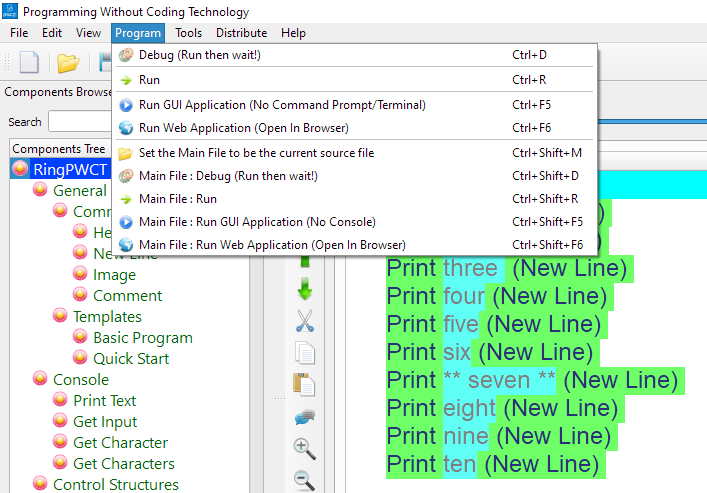 Programming Without Coding Technology
File Edit View Program Tools Distribute Help
Debug (Run then wait!) Ctrl+D
Run Ctrl+R
Run GUI Application (No Command Prompt/Terminal) Ctrl+F5
Run Web Application (Open In Browser) Ctrl+F6
Set the Main File to be the current source file Ctrl+Shift+M
Main File : Debug (Run then wait!) Ctrl+Shift+D
Main File : Run Ctrl+Shift+R
Main File : Run GUI Application (No Console) Ctrl+Shift+F5
Main File : Run Web Application (Open In Browser) Ctrl+Shift+F6
Components Browse
Search
Components Tree
RingPWCT
General
Com
He
New Line
Image
Comment
Templates
Basic Program
Quick Start
Console
Print Text
Get Input
Get Character
Get Characters
Control Structures
Print three (New Line)
Print four (New Line)
Print five (New Line)
Print six (New Line)
Print ** seven ** (New Line)
Print eight (New Line)
Print nine (New Line)
Print ten (New Line)